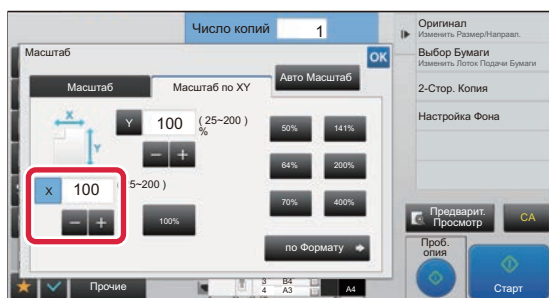 Число копий
1
Масштаб
OK
Масштаб
Масштаб по XY
Авто Масштаб
X
Y
Y
100
( 25~200 )
%
50%
141%
64%
200%
X
100
5~200 )
70%
400%
100%
по Формату
Прочие
3
B4
4
A3
A4
Оригинал
Изменить Размер/Направл.
Выбор Бумаги
Изменить Лоток Подачи Бумаги
2-Стор. Копия
Настройка Фона
Предварит.
Просмотр
CA
Проб.
опия
Старт